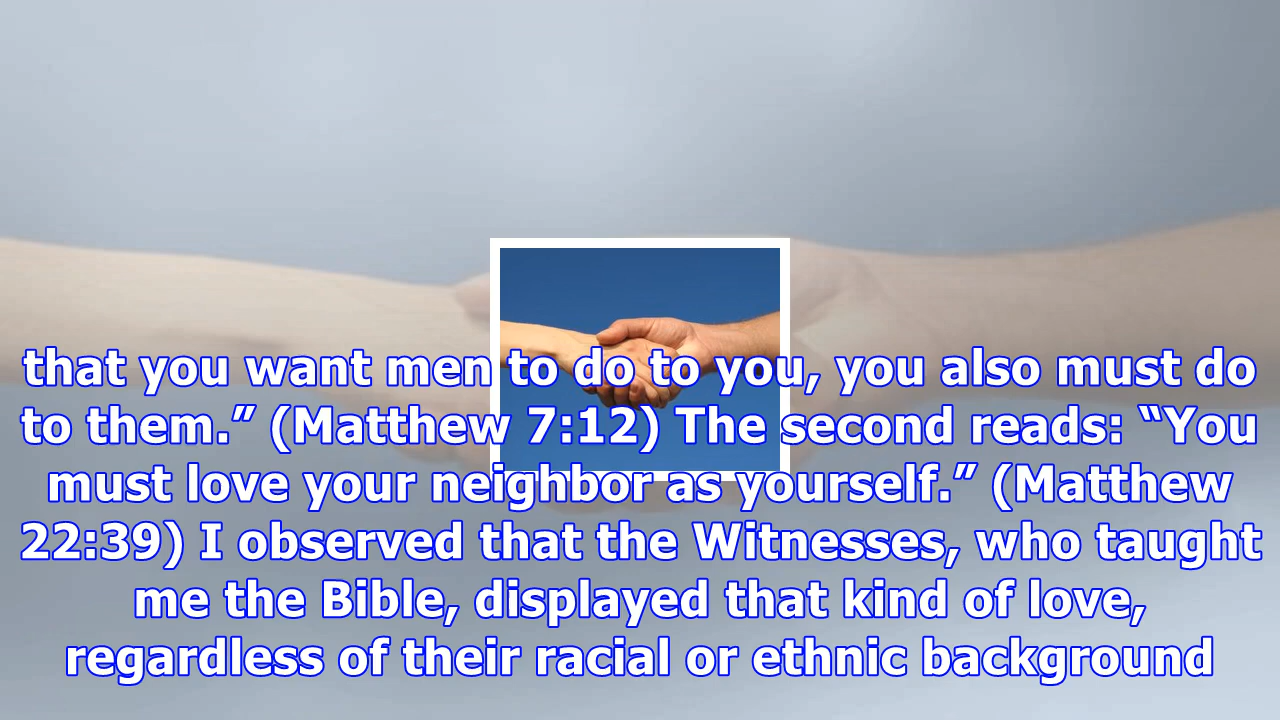 that you want men to do to you, you also must do
to them.” (Matthew 7:12) The second reads: “You
must love your neighbor as yourself.” (Matthew
22:39) I observed that the Witnesses, who taught
me the Bible, displayed that kind of love,
regardless of their racial or ethnic background